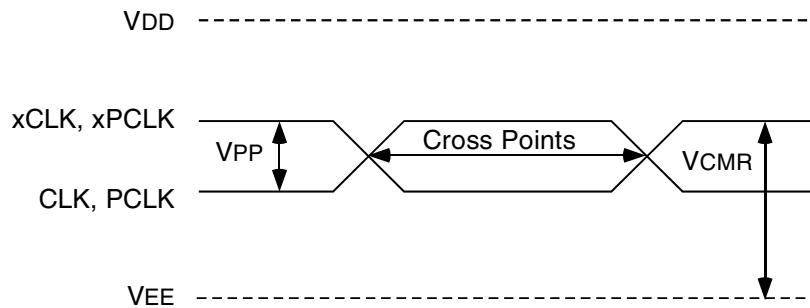 VDD
xCLK, xPCLK
VPP
Cross Points
VCMR
CLK, PCLK
VEE